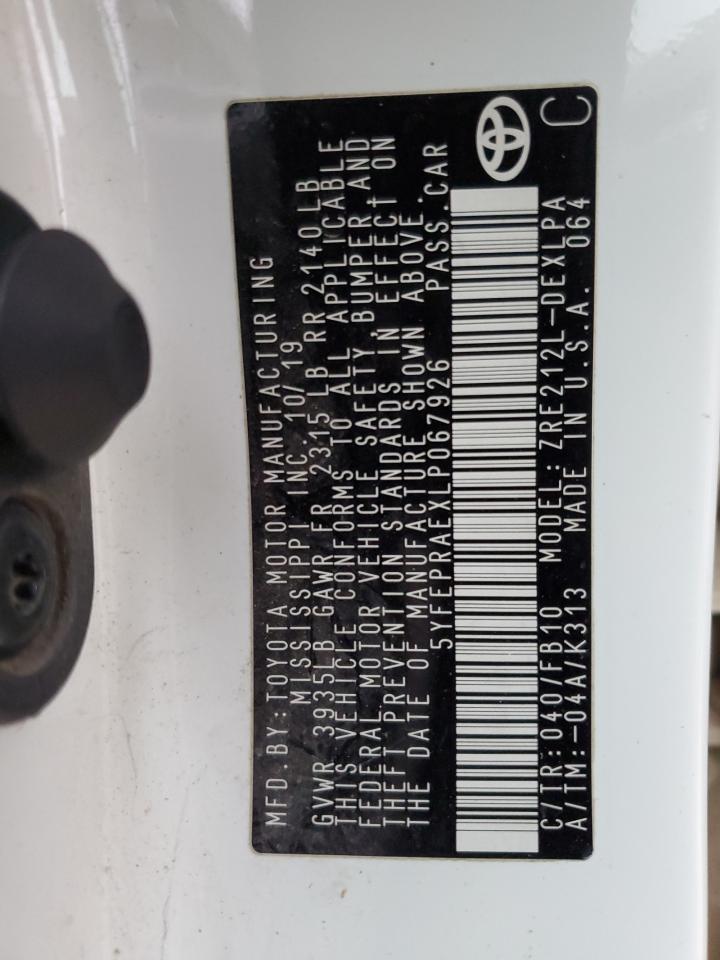 MFD.BY:TOYOTA MOTOR MANUFACTURING
MISSISSIPPI INC. 10/19
GVWR 3935LB GAWR FR 2315 LB RR 2140LB
THIS VEHICLE CONFORMS TO ALL APPLICABLE
FEDERAL MOTOR VEHICLE SAFETY, BUMPER, AND
THEFT PREVENTION STANDARDS IN EFFECT ON
THE DATE OF MANUFACTURE SHOWN ABOVE.
5YFEPRAEXLP067926 PASS.CAR
C/TR:040/FB10 MODEL:ZRE212L-DEXLPA
A/TM:-04A/K313 MADE IN U.S.A. 064
C